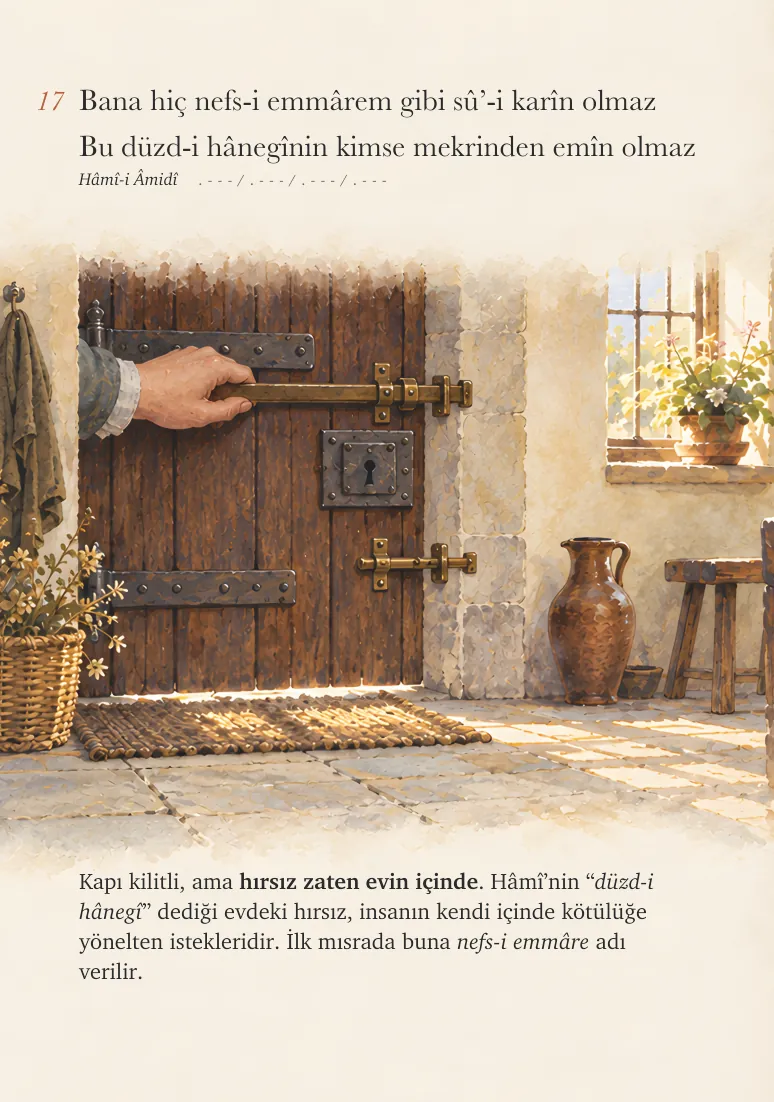 17 Bana hiç nefs-i emmârem gibi sû’-i karîn olmaz
Bu düzd-i hânegînin kimse mekrinden emîn olmaz
Hâmî-i Âmidî . - - - / . - - - / . - - - / . - - -
Kapı kilitli, ama hırsız zaten evin içinde. Hâmî’nin “düzd-i
hânegî” dediği evdeki hırsız, insanın kendi içinde kötülüğe
yönelten istekleridir. İlk mısrada buna nefs-i emmâre adı
verilir.